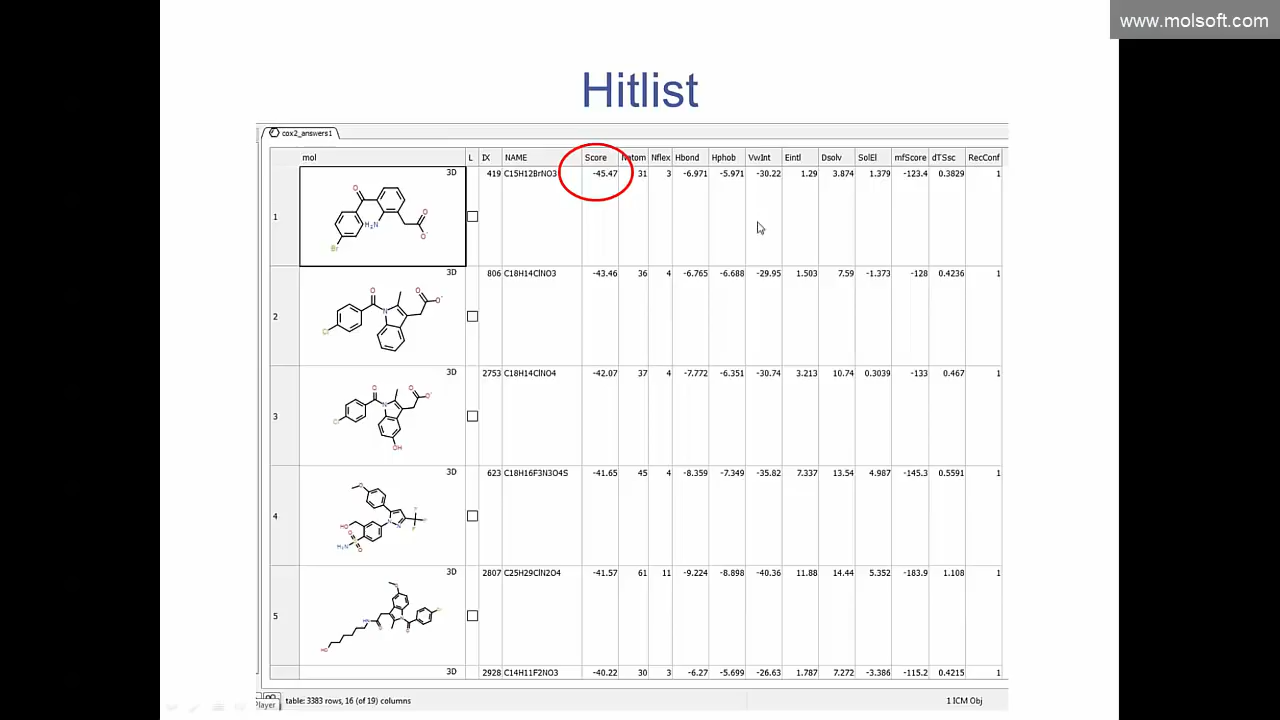 www.molsoft.com
Hitlist
cox2_answers1
mol L IX NAME Score Natom Nflex Hbond Hphob VwInt Eintl Dsolv SolEl mfScore dTSsc RecConf
3D 419 C15H12BrNO3 -45.47 31 3 -6.971 -5.971 -30.22 1.29 3.874 1.379 -123.4 0.3829 1
O
O
1 H₂N O⁻
Br
3D 806 C18H14ClNO3 -43.46 36 4 -6.765 -6.688 -29.95 1.503 7.59 -1.373 -128 0.4236 1
O O
O⁻
N
2 Cl
3D 2753 C18H14ClNO4 -42.07 37 4 -7.772 -6.351 -30.74 3.213 10.74 0.3039 -133 0.467 1
O O
O⁻
N
3 Cl
OH
3D 623 C18H16F3N3O4S -41.65 45 4 -8.359 -7.349 -35.82 7.337 13.54 4.987 -145.3 0.5591 1
O
F
4 HO N F
O N F
S
H₂N O
3D 2807 C25H29ClN2O4 -41.57 61 11 -9.224 -8.898 -40.36 11.88 14.44 5.352 -183.9 1.108 1
5
HO
3D 2928 C14H11F2NO3 -40.22 30 3 -6.27 -5.699 -26.63 1.787 7.272 -3.386 -115.2 0.4215 1
Player table: 3383 rows, 16 (of 19) columns 1 ICM Obj